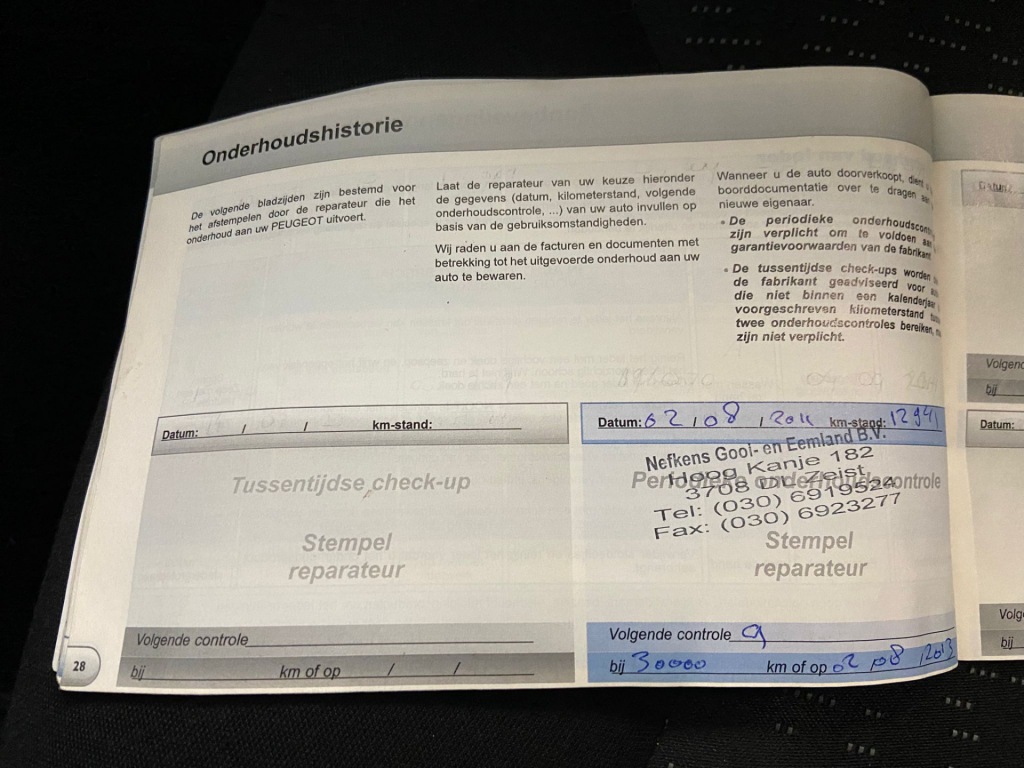 Onderhoudshistorie
De volgende bladzijden zijn bestemd voor
het afstempelen door de reparateur die het
onderhoud aan uw PEUGEOT uitvoert.
Laat de reparateur van uw keuze hieronder
de gegevens (datum, kilometerstand, volgende
onderhoudscontrole, ...) van uw auto invullen op
basis van de gebruiksomstandigheden.
Wij raden u aan de facturen en documenten met
betrekking tot het uitgevoerde onderhoud aan uw
auto te bewaren.
Wanneer u de auto doorverkoopt, dient
boorddocumentatie over te dragen
nieuwe eigenaar.
• De periodieke
zijn verplicht om te voldoen
garantievoorwaarden van de fabrikant
• De tussentijdse check-ups worden
de fabrikant geadviseerd voor
die niet binnen een kalenderjaar
voorgeschreven kilometerstand
twee onderhoudscontroles bereiken,
zijn niet verplicht.
Datum: / / km-stand:
Tussentijdse check-up
Stempel
reparateur
Volgende controle
bij km of op / /
Datum: 02 / 08 / 2011 km-stand: 12941
Nefkens Gooi- en Eemland B.V.
Hoog Kanje 182
3708 Zeist
Tel: (030) 6919524
Fax: (030) 6923277
Periodieke onderhoudscontrole
Stempel
reparateur
Volgende controle
bij 30000 km of op 02 / 08 / 2013
28
Datum:
bij